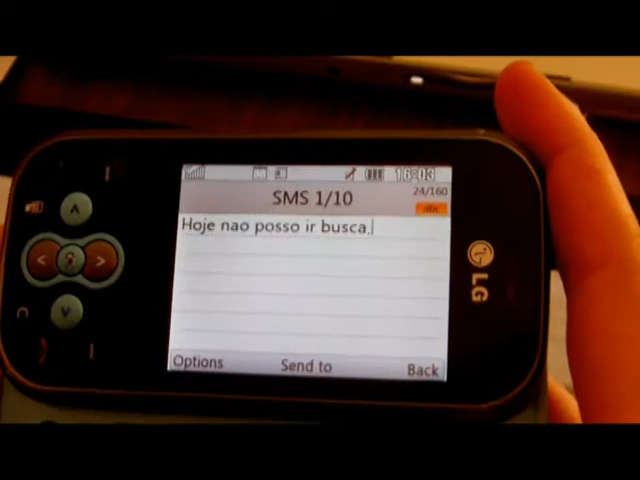 16:03
SMS 1/10
24/160
abc
Hoje nao posso ir busca.
Options Send to Back
LG